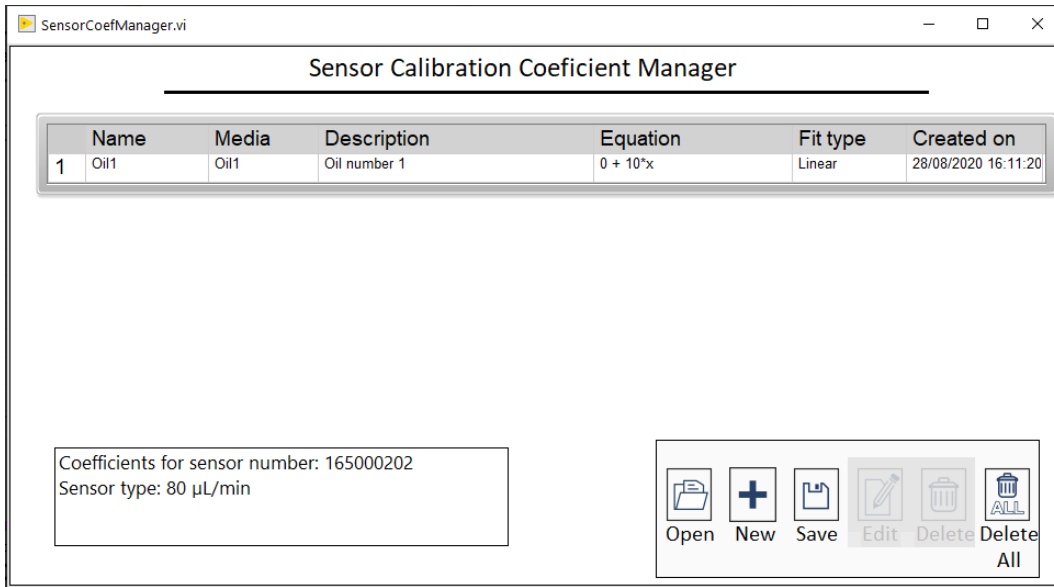 SensorCoefManager.vi
Sensor Calibration Coeficient Manager
Name Media Description Equation Fit type Created on
1 Oil1 Oil1 Oil number 1 0 + 10*x Linear 28/08/2020 16:11:20
Coefficients for sensor number: 165000202
Sensor type: 80 µL/min
ALL
Open New Save Edit Delete Delete
All